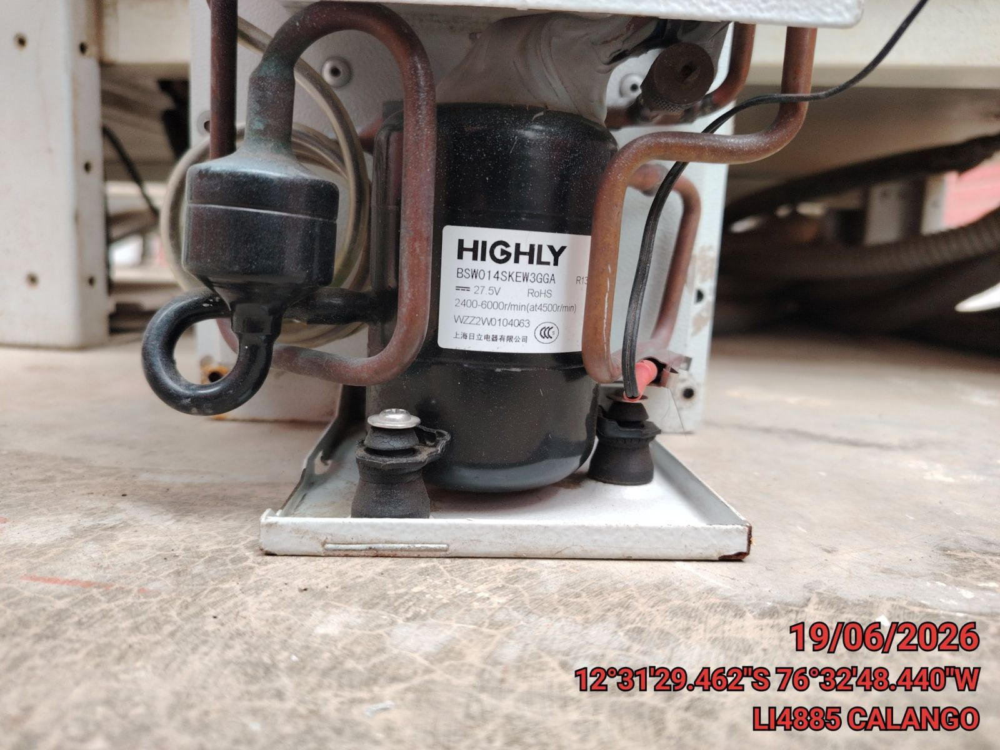 HIGHLY
BSW014SKEW3GGA
27.5V RoHS
2400-6000r/min(at4500r/min)
WZZ2W0104063
上海日立电器有限公司
CCC S
19/06/2026
12°31'29.462"S 76°32'48.440"W
LI4885 CALANGO